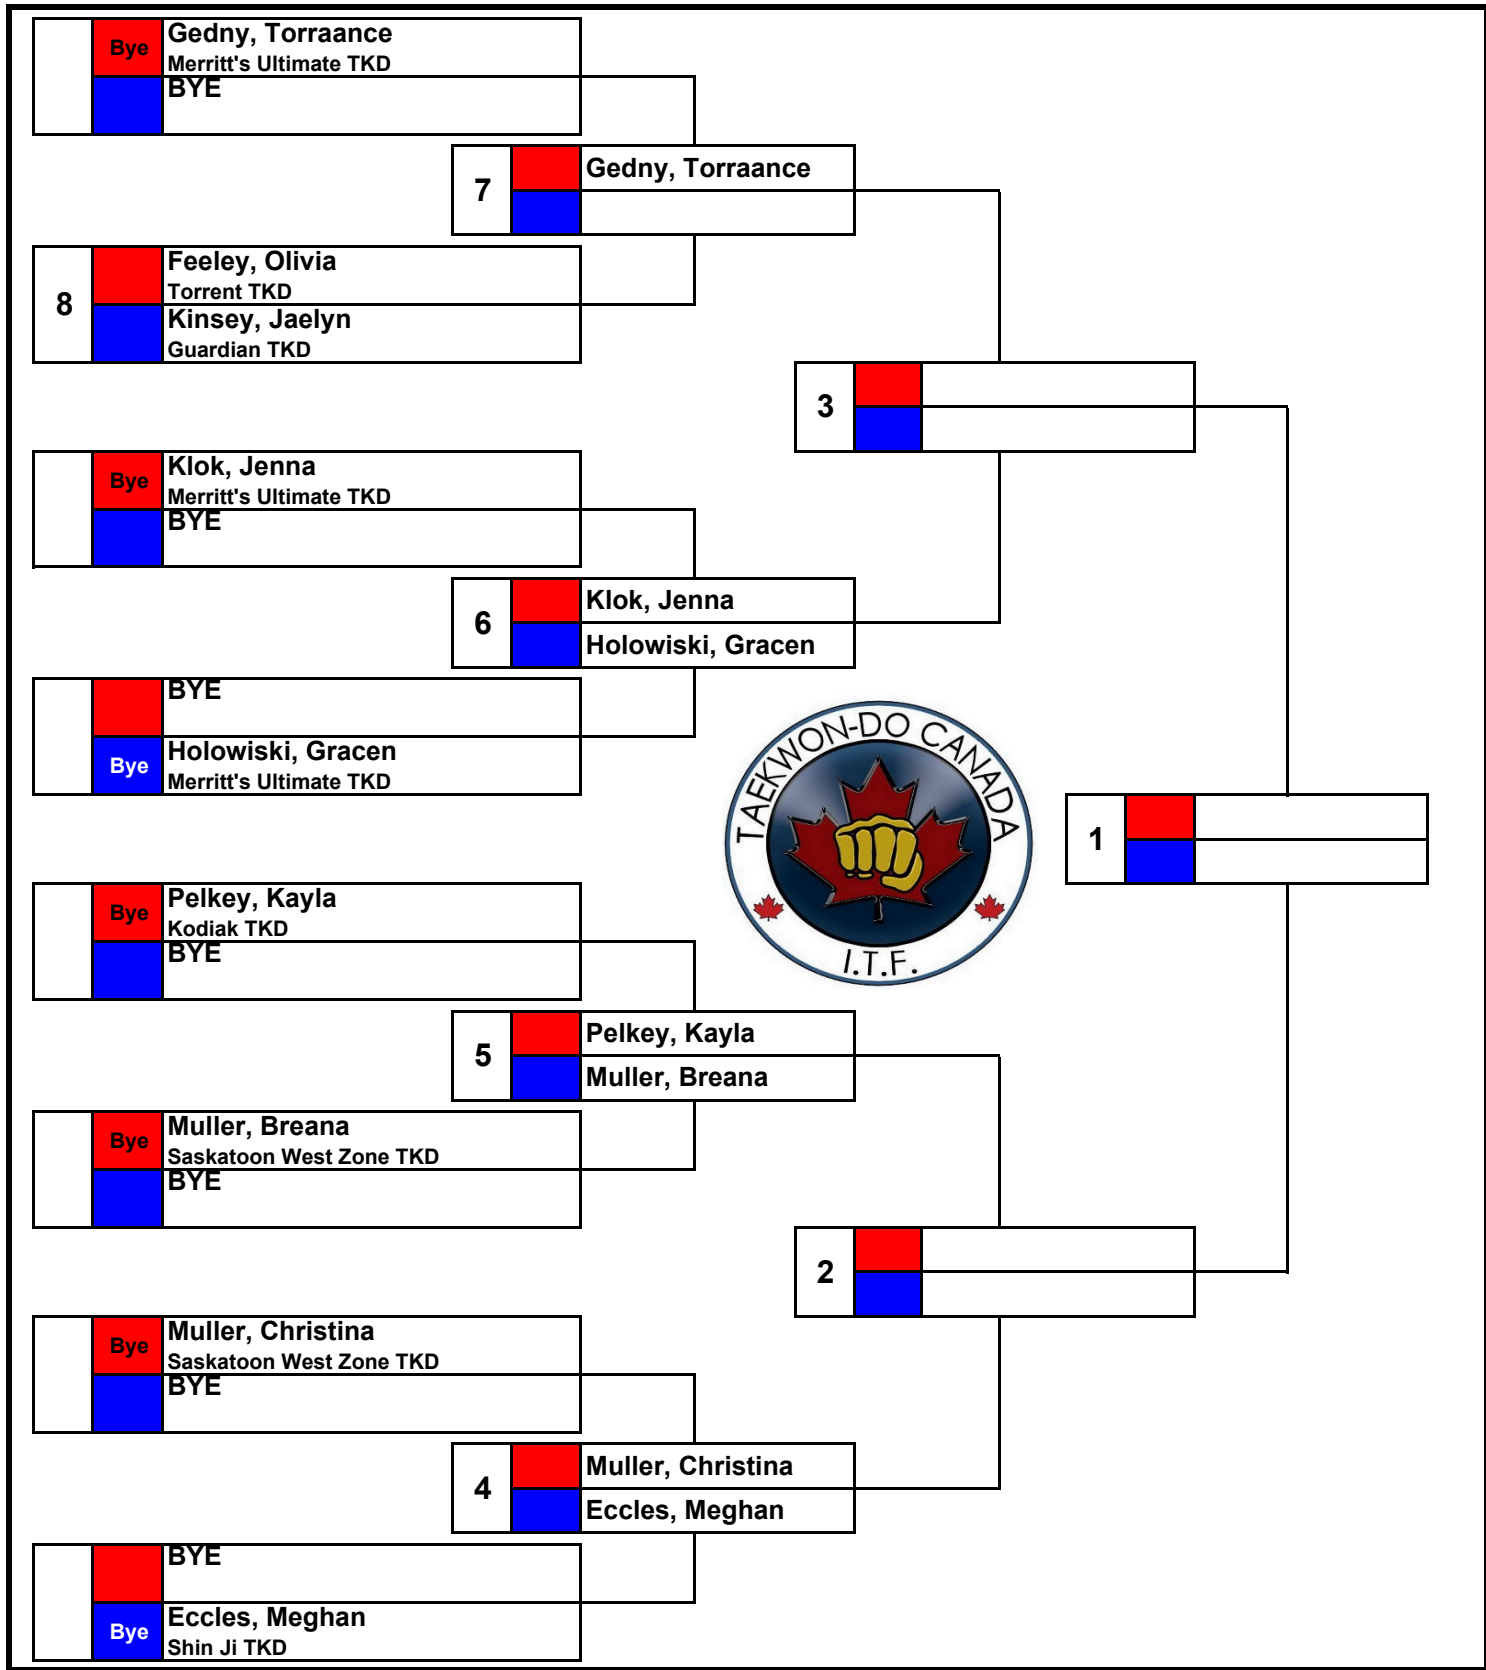 Bye
Gedny, Torraance
Merritt's Ultimate TKD
BYE
7
Gedny, Torraance
8
Feeley, Olivia
Torrent TKD
Kinsey, Jaelyn
Guardian TKD
3
Bye
Klok, Jenna
Merritt's Ultimate TKD
BYE
6
Klok, Jenna
Holowiski, Gracen
BYE
Bye
Holowiski, Gracen
Merritt's Ultimate TKD
TAEKWON-DO CANADA
I.T.F.
1
Bye
Pelkey, Kayla
Kodiak TKD
BYE
5
Pelkey, Kayla
Muller, Breana
Bye
Muller, Breana
Saskatoon West Zone TKD
BYE
2
Bye
Muller, Christina
Saskatoon West Zone TKD
BYE
4
Muller, Christina
Eccles, Meghan
BYE
Bye
Eccles, Meghan
Shin Ji TKD